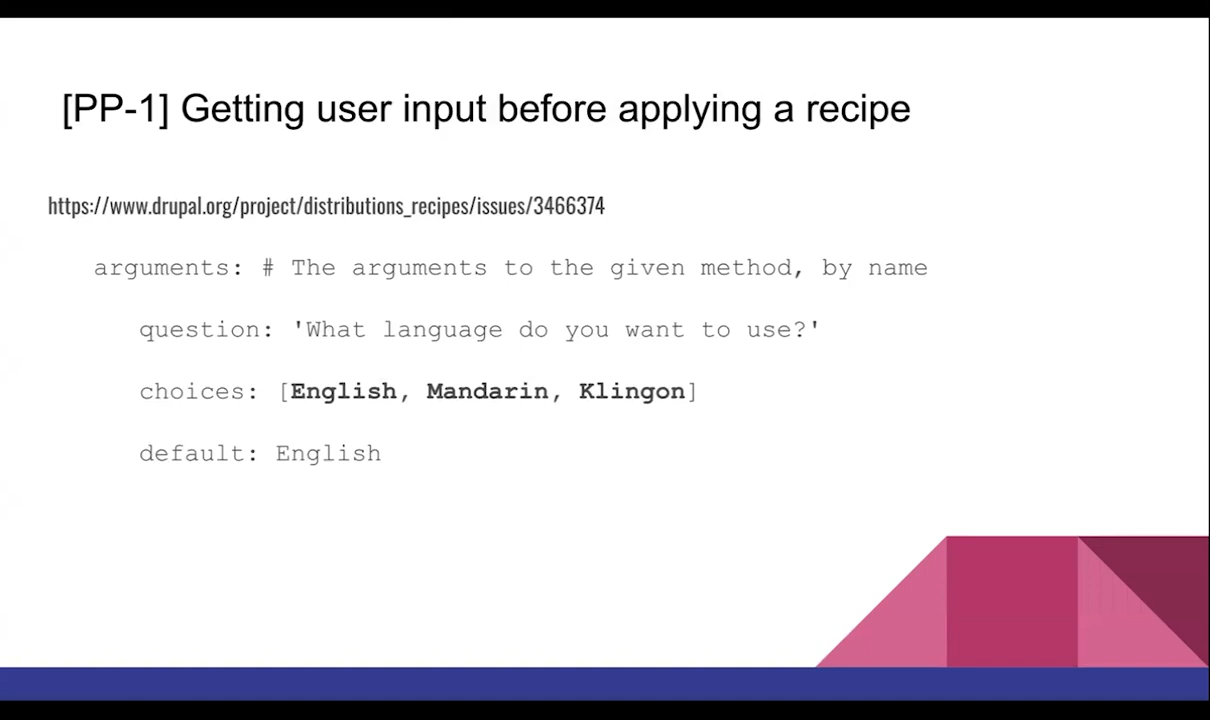 [PP-1] Getting user input before applying a recipe
https://www.drupal.org/project/distributions_recipes/issues/3466374
arguments: # The arguments to the given method, by name
question: 'What language do you want to use?'
choices: [English, Mandarin, Klingon]
default: English